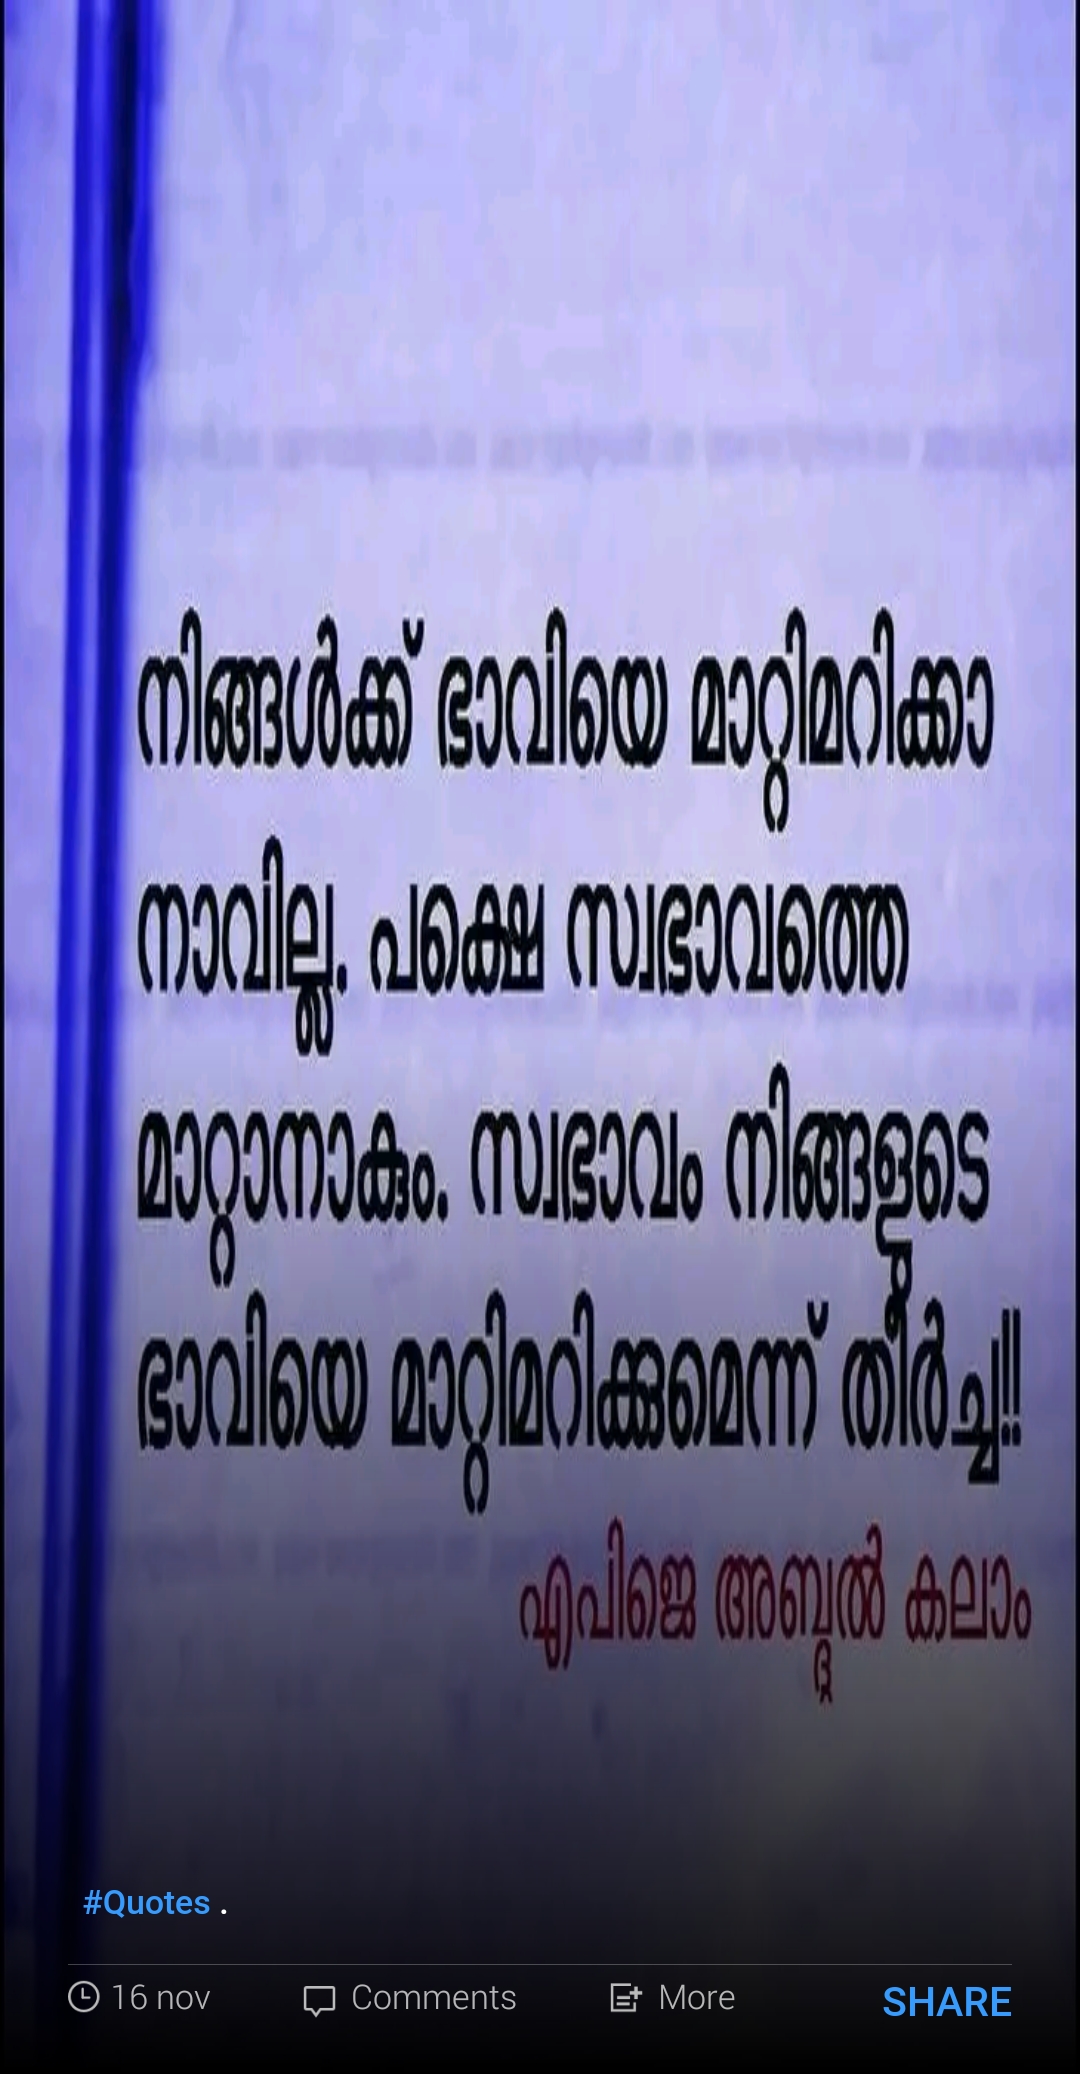 നിങ്ങൾക്ക് ഭാവിയെ മാറ്റിമറിക്കാ
നാവില്ല. പക്ഷെ സ്വഭാവത്തെ
മാറ്റാനാകും. സ്വഭാവം നിങ്ങളുടെ
ഭാവിയെ മാറ്റിമറിക്കുമെന്ന് തീർച്ച!!
എപിജെ അബ്ദുൽ കലാം
#Quotes .
16 nov Comments More SHARE